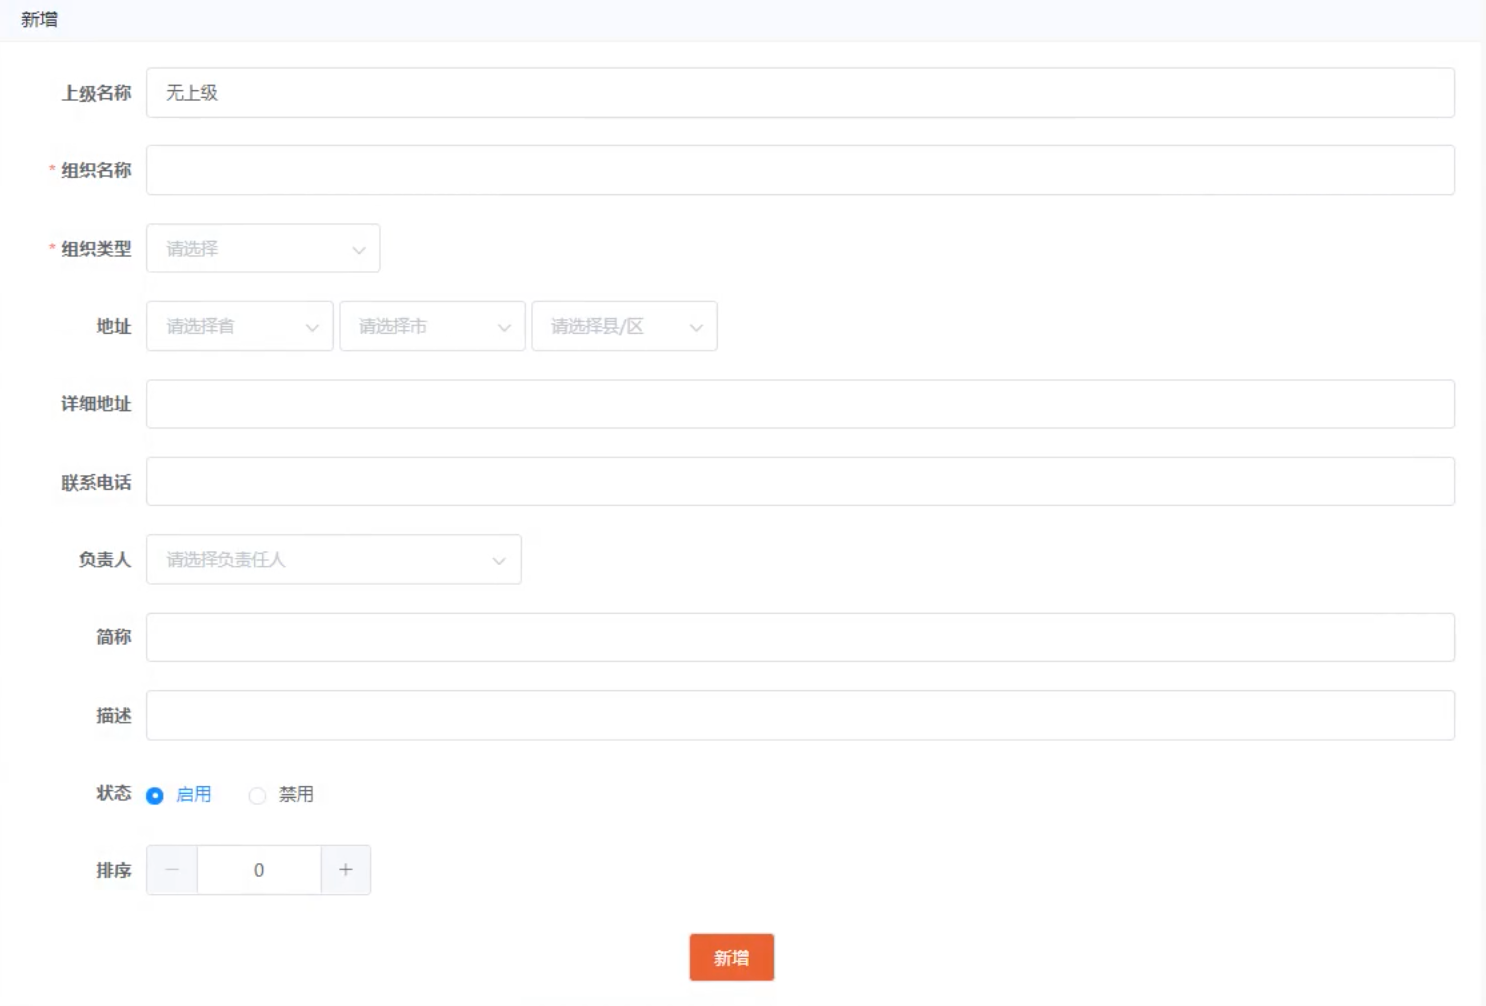 新增
上级名称 无上级
* 组织名称
* 组织类型 请选择
地址 请选择省 请选择市 请选择县/区
详细地址
联系电话
负责人 请选择负责任人
简称
描述
状态 启用 禁用
排序 − 0 +
新增